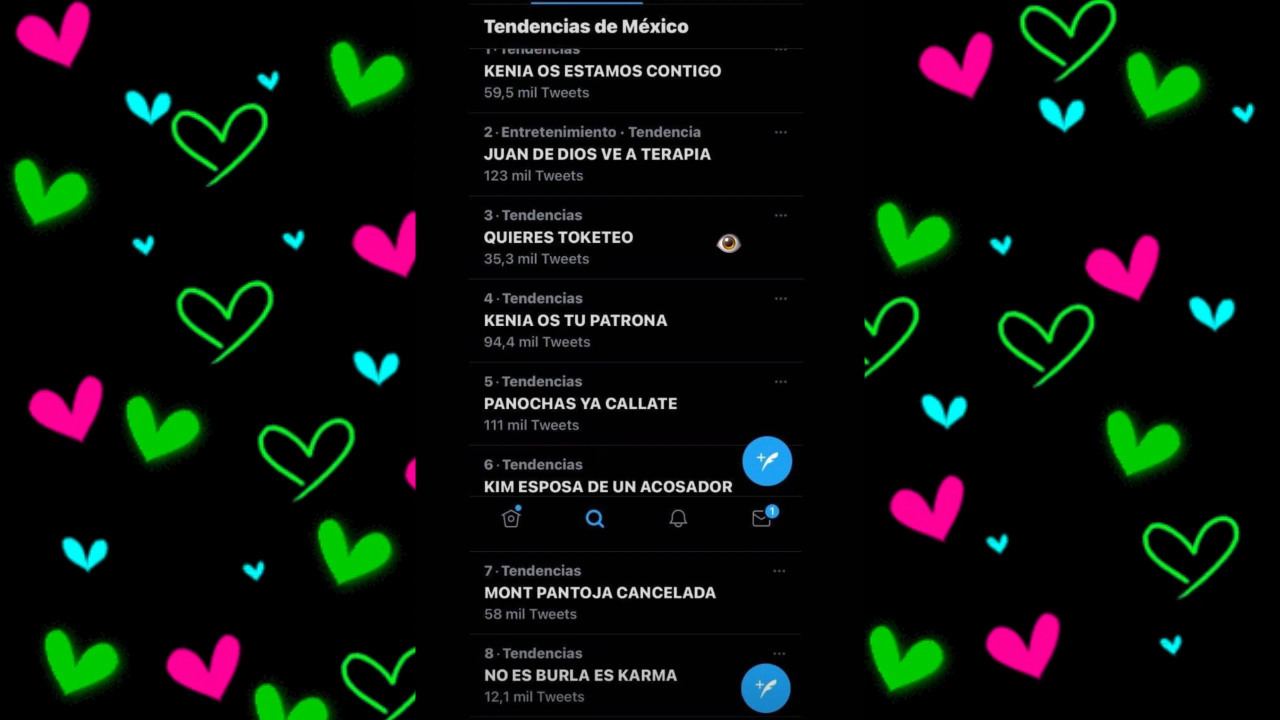 Tendencias de México
1 · Tendencias
KENIA OS ESTAMOS CONTIGO
59,5 mil Tweets
2 · Entretenimiento · Tendencia
JUAN DE DIOS VE A TERAPIA
123 mil Tweets
3 · Tendencias
QUIERES TOKETEO
35,3 mil Tweets
4 · Tendencias
KENIA OS TU PATRONA
94,4 mil Tweets
5 · Tendencias
PANOCHAS YA CALLATE
111 mil Tweets
6 · Tendencias
KIM ESPOSA DE UN ACOSADOR
1
7 · Tendencias
MONT PANTOJA CANCELADA
58 mil Tweets
8 · Tendencias
NO ES BURLA ES KARMA
12,1 mil Tweets